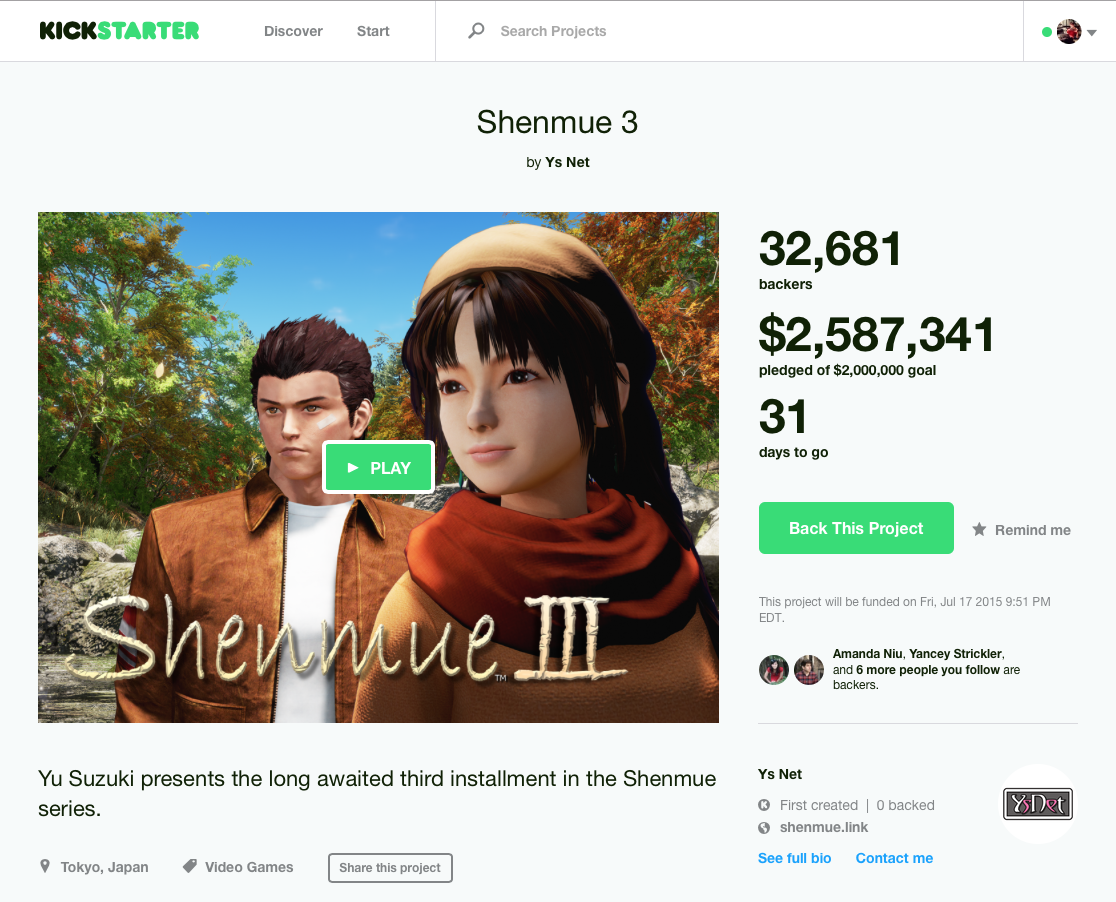 KICKSTARTER
Discover
Start
Search Projects
Shenmue 3
by Ys Net
PLAY
Shenmue III
TM
32,681
backers
$2,587,341
pledged of $2,000,000 goal
31
days to go
Back This Project
Remind me
This project will be funded on Fri, Jul 17 2015 9:51 PM
EDT.
Amanda Niu, Yancey Strickler,
and 6 more people you follow are
backers.
Yu Suzuki presents the long awaited third installment in the Shenmue
series.
Tokyo, Japan
Video Games
Share this project
Ys Net
First created | 0 backed
shenmue.link
See full bio
Contact me
YsNet